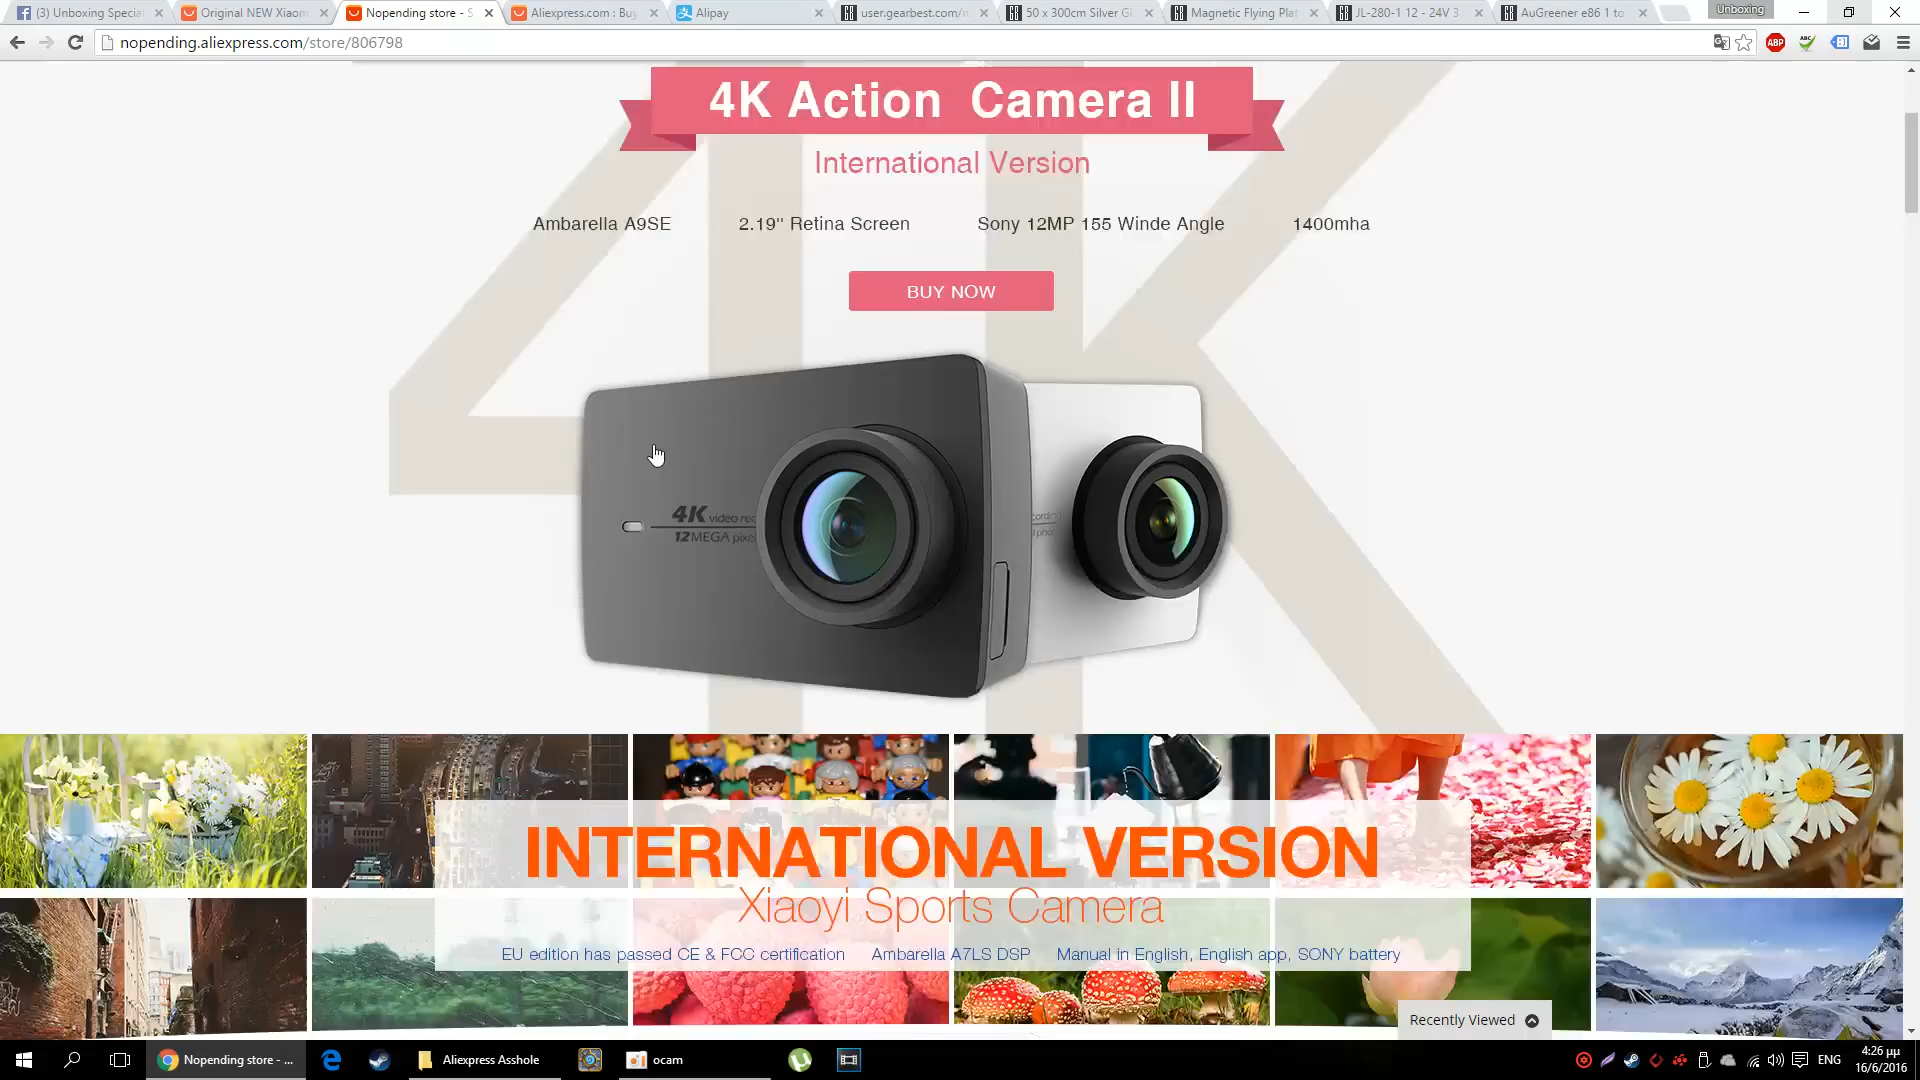 (3) Unboxing Specia
Original NEW Xiaom
Nopending store - S
Aliexpress.com : Buy
Alipay
user.gearbest.com/m
50 x 300cm Silver Gl
Magnetic Flying Plat
JL-280-1 12 - 24V 3
AuGreener e86 1 to
Unboxing
nopending.aliexpress.com/store/806798
ABP
4K Action Camera II
International Version
Ambarella A9SE 2.19" Retina Screen Sony 12MP 155 Winde Angle 1400mha
BUY NOW
4K video rec
12MEGA pixel
cording
l pho
INTERNATIONAL VERSION
Xiaoyi Sports Camera
EU edition has passed CE & FCC certification Ambarella A7LS DSP Manual in English, English app, SONY battery
Recently Viewed
Nopending store - ...
Aliexpress Asshole
ocam
ENG
4:26 μμ
16/6/2016